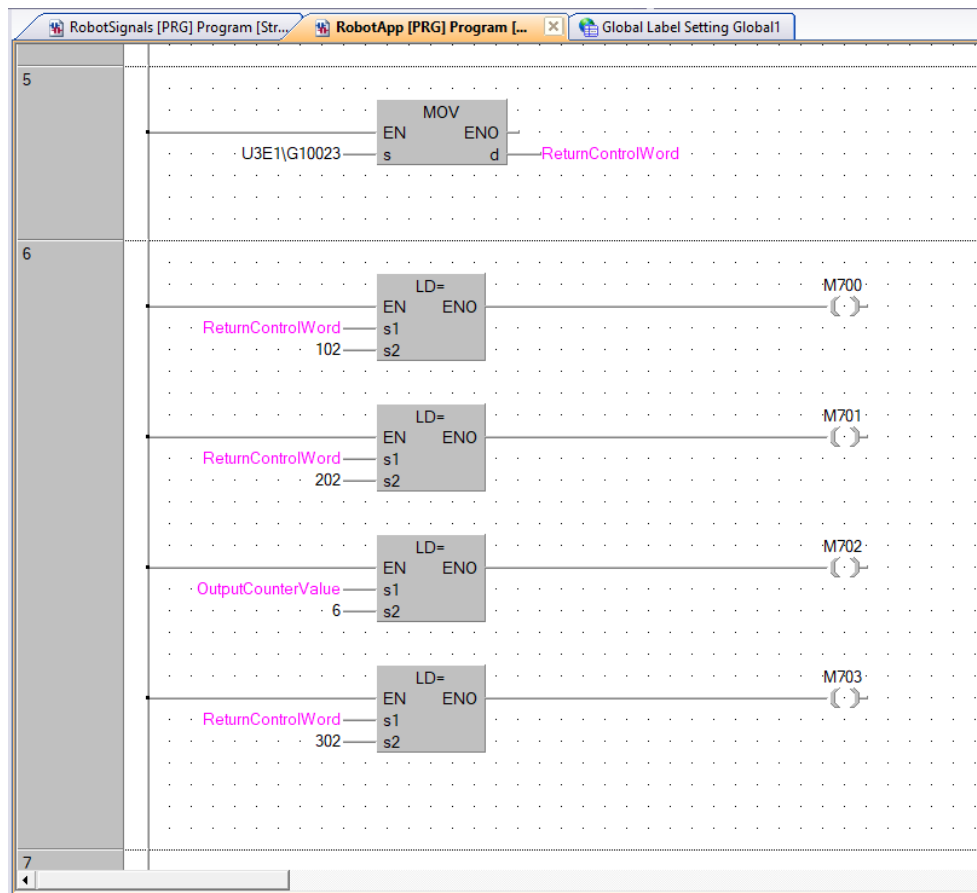 RobotSignals [PRG] Program [Str... RobotApp [PRG] Program [... Global Label Setting Global1
5
MOV
EN ENO
U3E1\G10023 s d ReturnControlWord
6
LD= M700
EN ENO
ReturnControlWord s1
102 s2
LD= M701
EN ENO
ReturnControlWord s1
202 s2
LD= M702
EN ENO
OutputCounterValue s1
6 s2
LD= M703
EN ENO
ReturnControlWord s1
302 s2
7